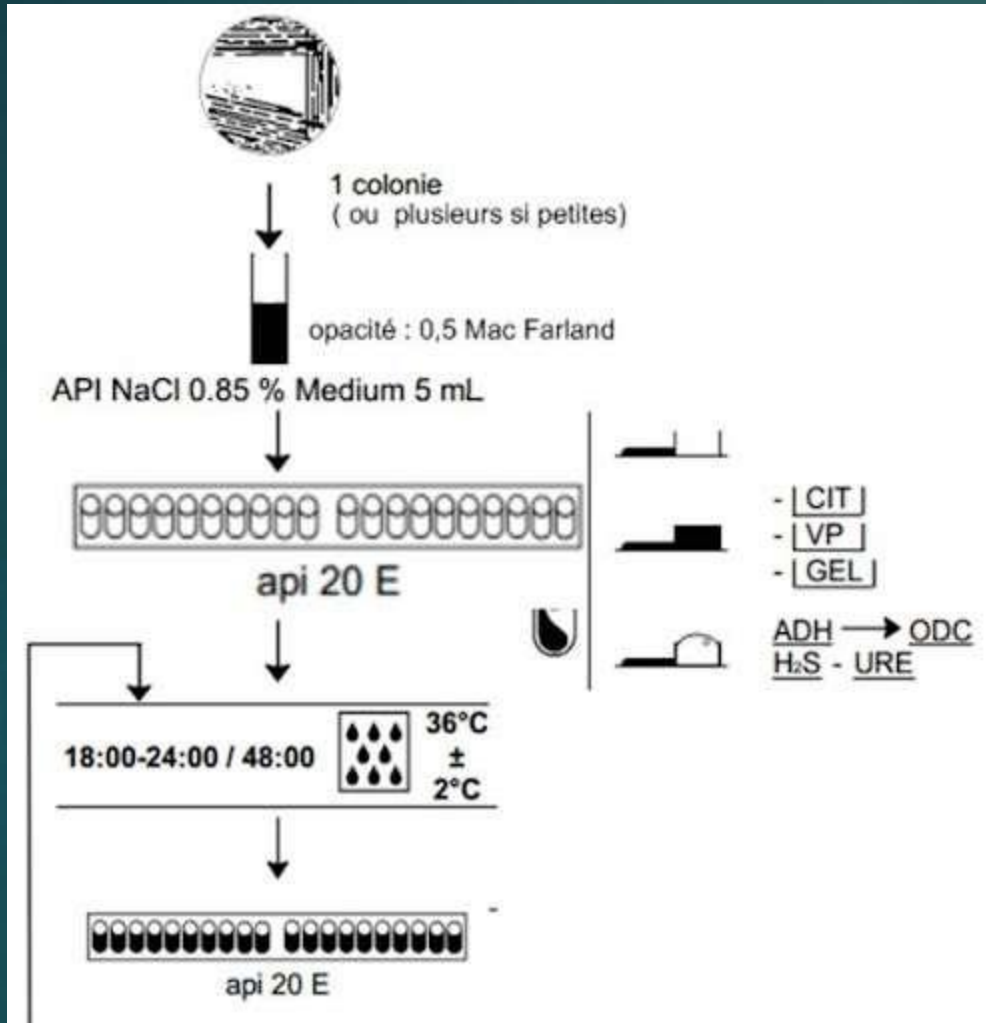 1 colonie
( ou plusieurs si petites)
opacité : 0,5 Mac Farland
API NaCl 0.85 % Medium 5 mL
api 20 E
- CIT
- VP
- GEL
ADH → ODC
H₂S - URE
18:00-24:00 / 48:00
36°C
±
2°C
-
api 20 E